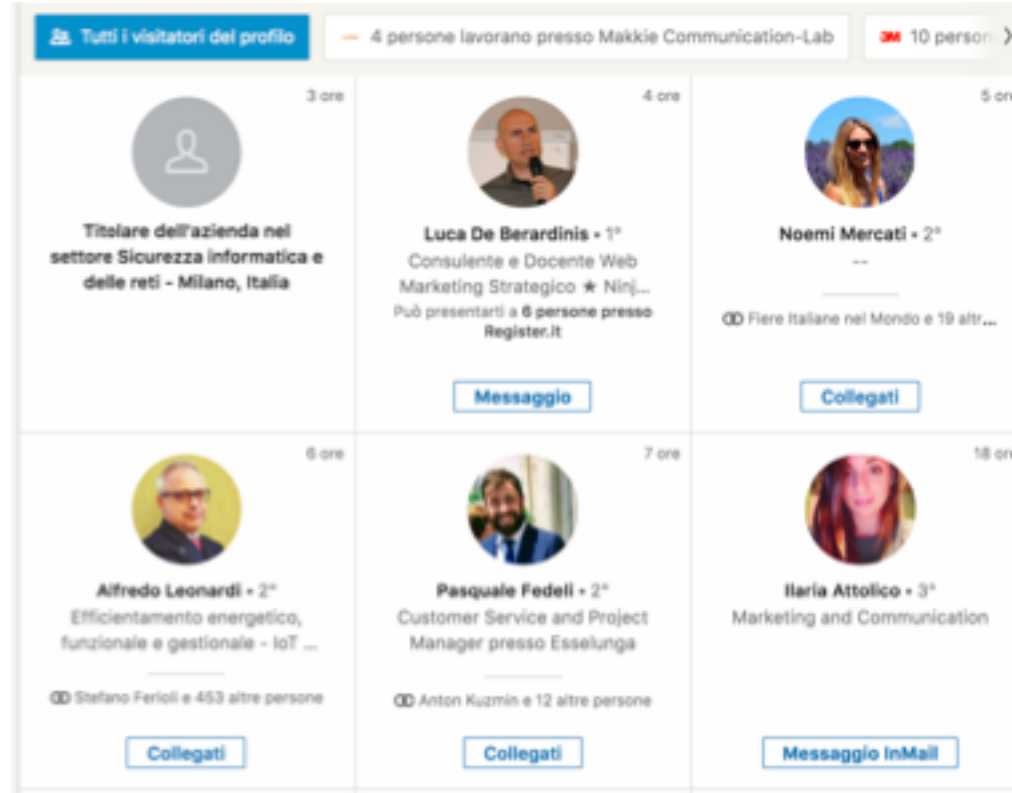 Tutti i visitatori del profilo
4 persone lavorano presso Makkie Communication-Lab
3M 10 person
3 ore
Titolare dell'azienda nel
settore Sicurezza informatica e
delle reti - Milano, Italia
4 ore
Luca De Berardinis • 1°
Consulente e Docente Web
Marketing Strategico ★ Ninj...
Può presentarti a 6 persone presso
Register.it
Messaggio
5 ore
Noemi Mercati • 2°
--
Fiere Italiane nel Mondo e 19 altr...
Collegati
6 ore
Alfredo Leonardi • 2°
Efficientamento energetico,
funzionale e gestionale - IoT ...
Stefano Ferioli e 453 altre persone
Collegati
7 ore
Pasquale Fedeli • 2°
Customer Service and Project
Manager presso Esselunga
Anton Kuzmin e 12 altre persone
Collegati
18 ore
Ilaria Attolico • 3°
Marketing and Communication
Messaggio InMail